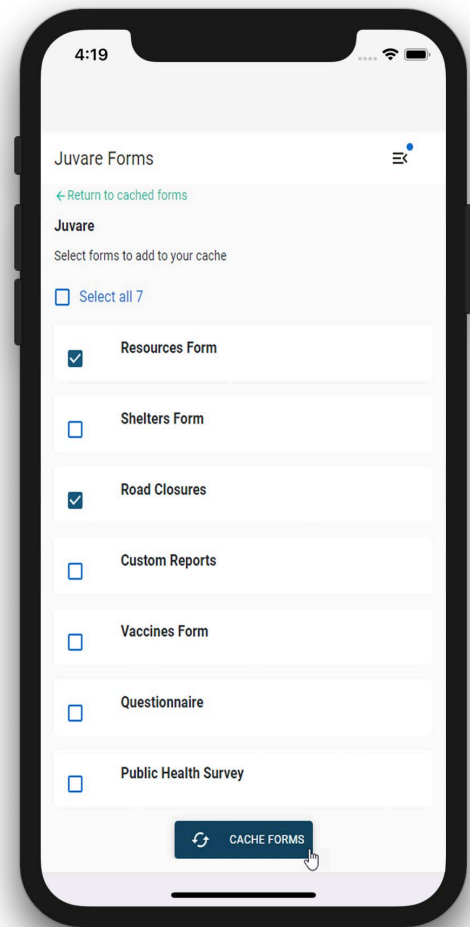 4:19
Juvare Forms
←Return to cached forms
Juvare
Select forms to add to your cache
Select all 7
Resources Form
Shelters Form
Road Closures
Custom Reports
Vaccines Form
Questionnaire
Public Health Survey
CACHE FORMS